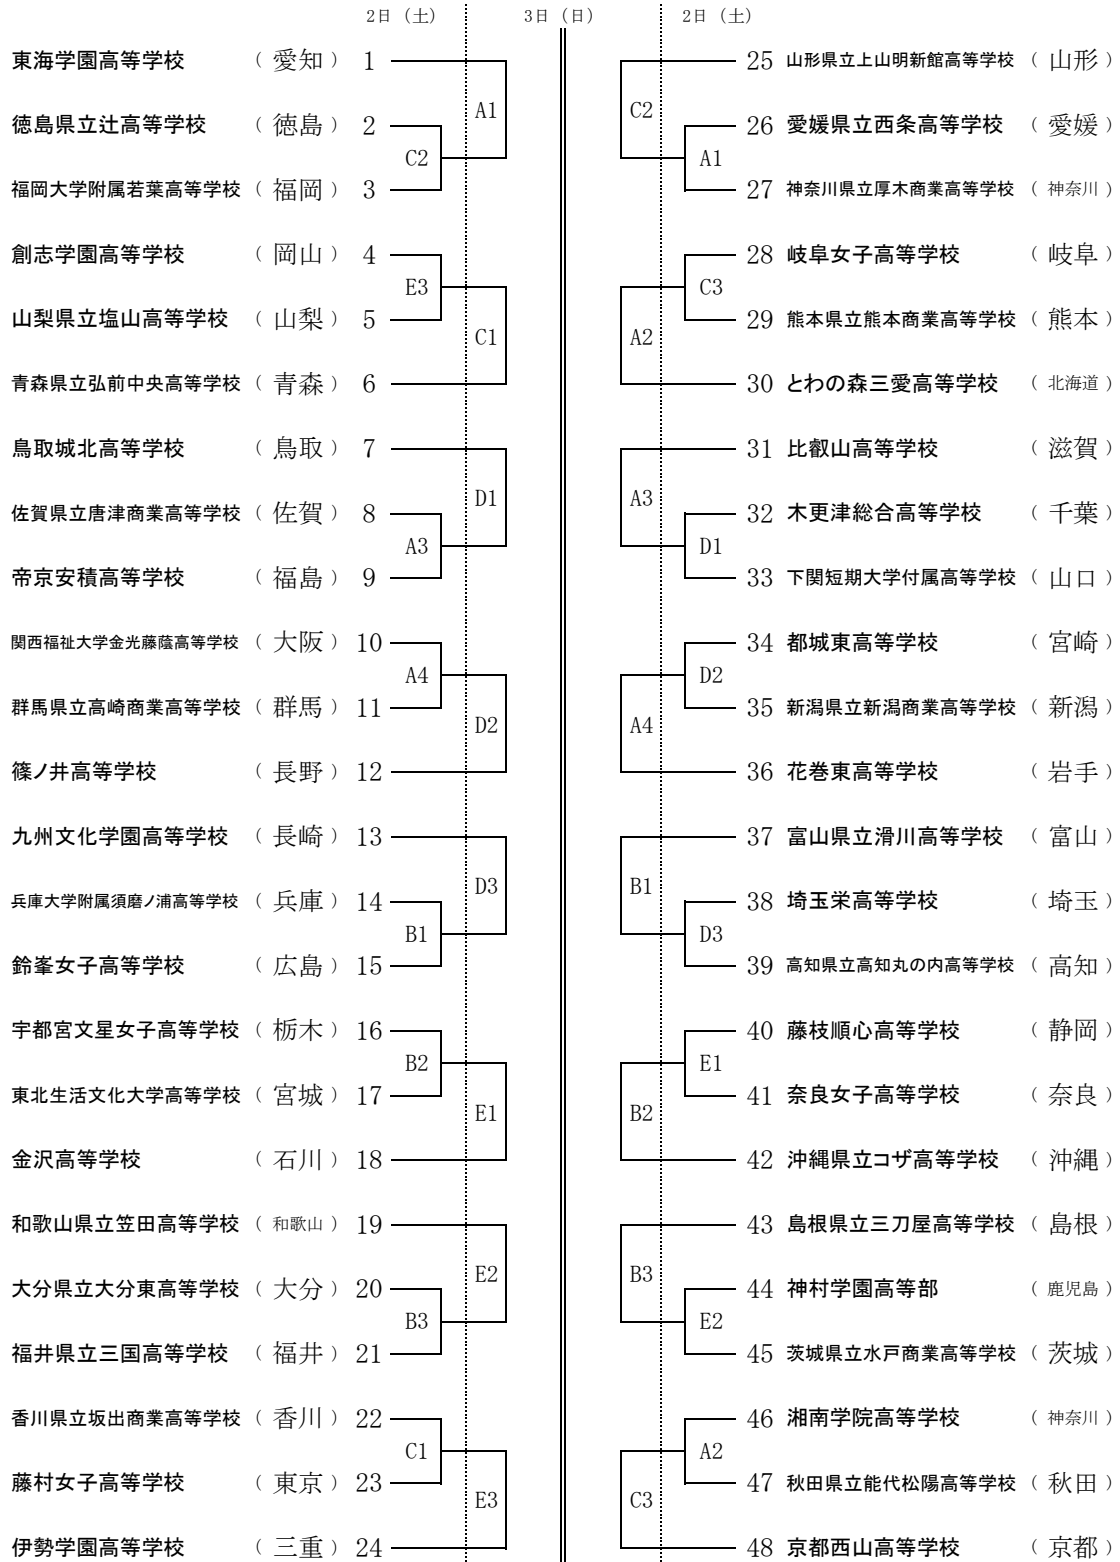 2日（土） 3日（日） 2日（土）
東海学園高等学校 （ 愛知 ） 1 25 山形県立上山明新館高等学校 （ 山形 ）
A1 C2
徳島県立辻高等学校 （ 徳島 ） 2 26 愛媛県立西条高等学校 （ 愛媛 ）
C2 A1
福岡大学附属若葉高等学校 （ 福岡 ） 3 27 神奈川県立厚木商業高等学校 （ 神奈川 ）
創志学園高等学校 （ 岡山 ） 4 28 岐阜女子高等学校 （ 岐阜 ）
E3 C3
山梨県立塩山高等学校 （ 山梨 ） 5 29 熊本県立熊本商業高等学校 （ 熊本 ）
C1 A2
青森県立弘前中央高等学校 （ 青森 ） 6 30 とわの森三愛高等学校 （ 北海道 ）
鳥取城北高等学校 （ 鳥取 ） 7 31 比叡山高等学校 （ 滋賀 ）
D1 A3
佐賀県立唐津商業高等学校 （ 佐賀 ） 8 32 木更津総合高等学校 （ 千葉 ）
A3 D1
帝京安積高等学校 （ 福島 ） 9 33 下関短期大学付属高等学校 （ 山口 ）
関西福祉大学金光藤蔭高等学校 （ 大阪 ） 10 34 都城東高等学校 （ 宮崎 ）
A4 D2
群馬県立高崎商業高等学校 （ 群馬 ） 11 35 新潟県立新潟商業高等学校 （ 新潟 ）
D2 A4
篠ノ井高等学校 （ 長野 ） 12 36 花巻東高等学校 （ 岩手 ）
九州文化学園高等学校 （ 長崎 ） 13 37 富山県立滑川高等学校 （ 富山 ）
D3 B1
兵庫大学附属須磨ノ浦高等学校 （ 兵庫 ） 14 38 埼玉栄高等学校 （ 埼玉 ）
B1 D3
鈴峯女子高等学校 （ 広島 ） 15 39 高知県立高知丸の内高等学校 （ 高知 ）
宇都宮文星女子高等学校 （ 栃木 ） 16 40 藤枝順心高等学校 （ 静岡 ）
B2 E1
東北生活文化大学高等学校 （ 宮城 ） 17 41 奈良女子高等学校 （ 奈良 ）
E1 B2
金沢高等学校 （ 石川 ） 18 42 沖縄県立コザ高等学校 （ 沖縄 ）
和歌山県立笠田高等学校 （ 和歌山 ） 19 43 島根県立三刀屋高等学校 （ 島根 ）
E2 B3
大分県立大分東高等学校 （ 大分 ） 20 44 神村学園高等部 （ 鹿児島 ）
B3 E2
福井県立三国高等学校 （ 福井 ） 21 45 茨城県立水戸商業高等学校 （ 茨城 ）
香川県立坂出商業高等学校 （ 香川 ） 22 46 湘南学院高等学校 （ 神奈川 ）
C1 A2
藤村女子高等学校 （ 東京 ） 23 47 秋田県立能代松陽高等学校 （ 秋田 ）
E3 C3
伊勢学園高等学校 （ 三重 ） 24 48 京都西山高等学校 （ 京都 ）